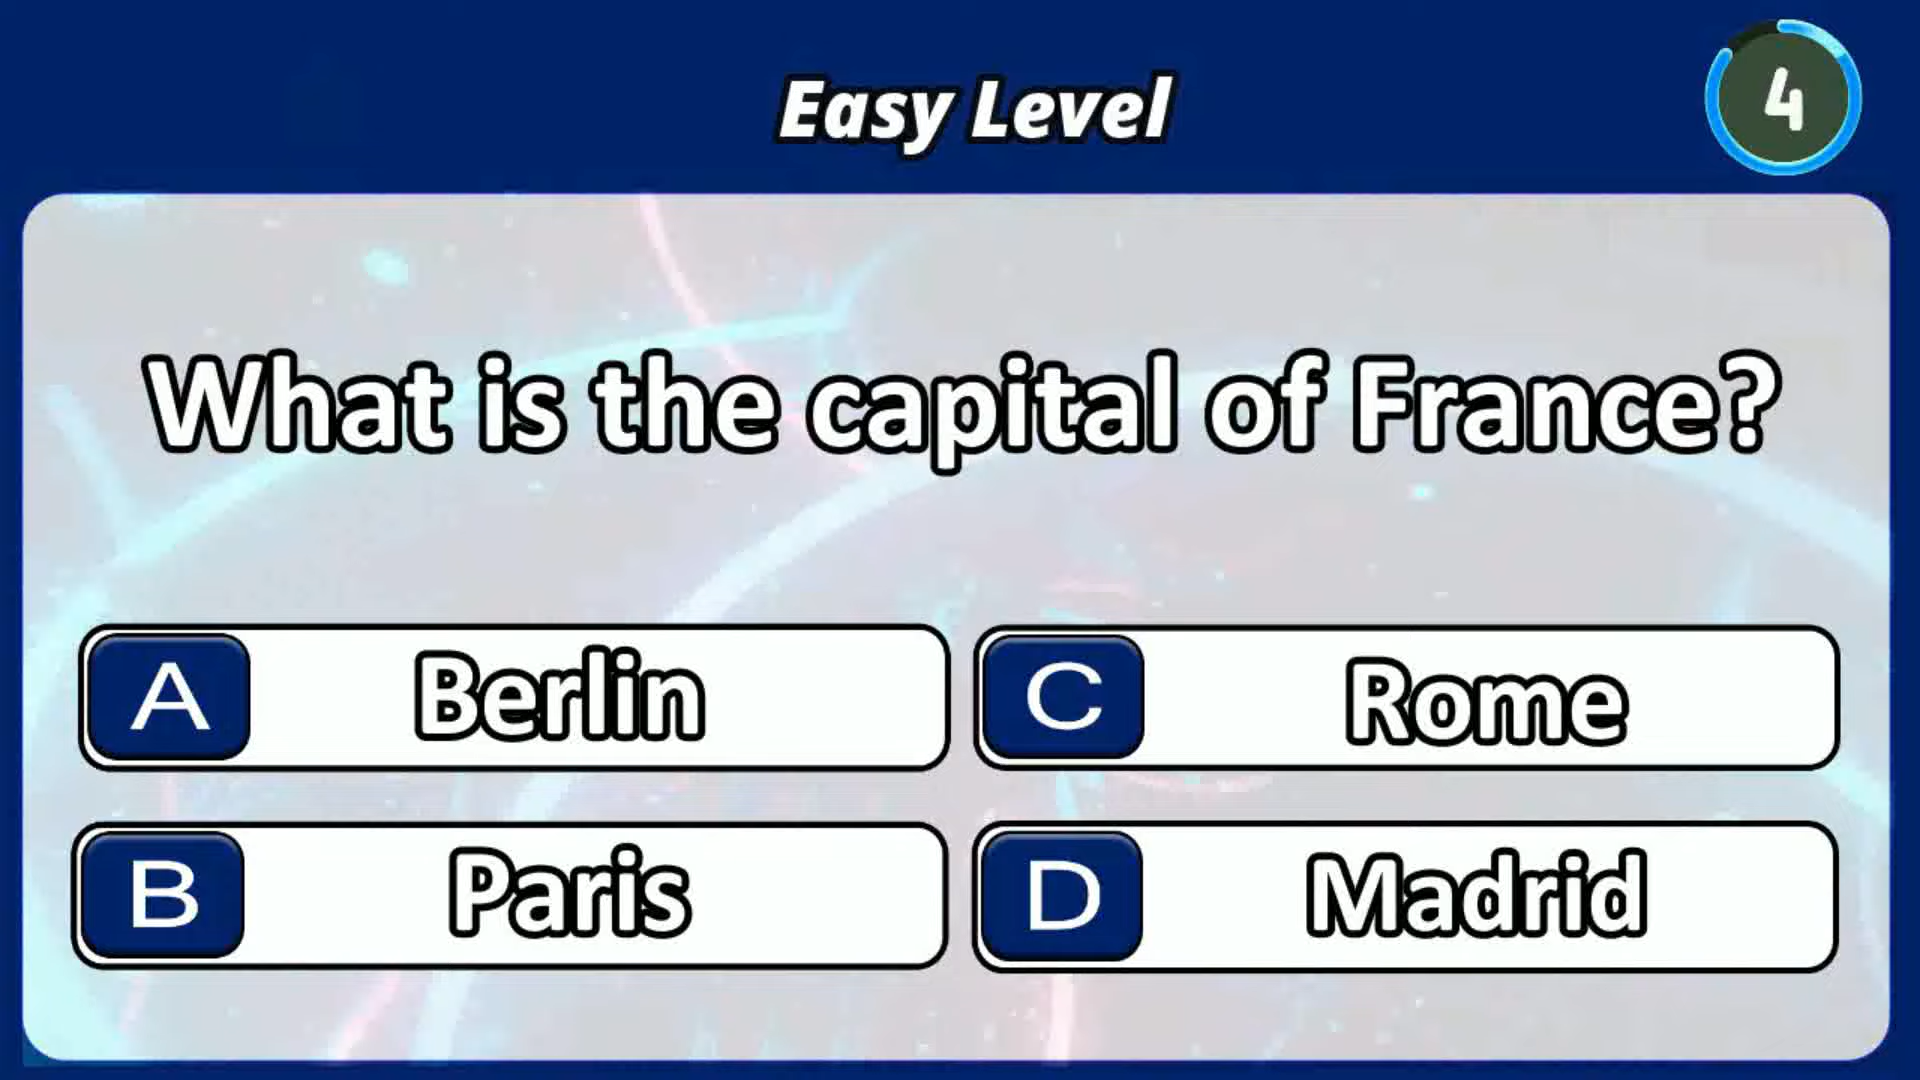 Easy Level
4
What is the capital of France?
A Berlin
C Rome
B Paris
D Madrid